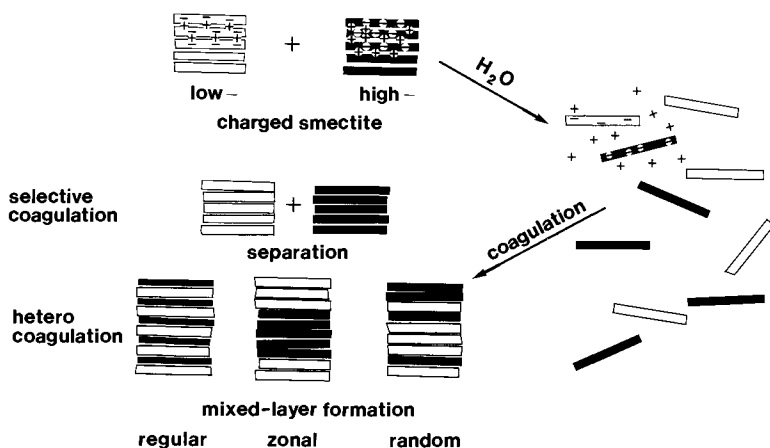 +
low – high –
charged smectite
H₂O
selective
coagulation
+
separation
coagulation
hetero
coagulation
mixed-layer formation
regular zonal random